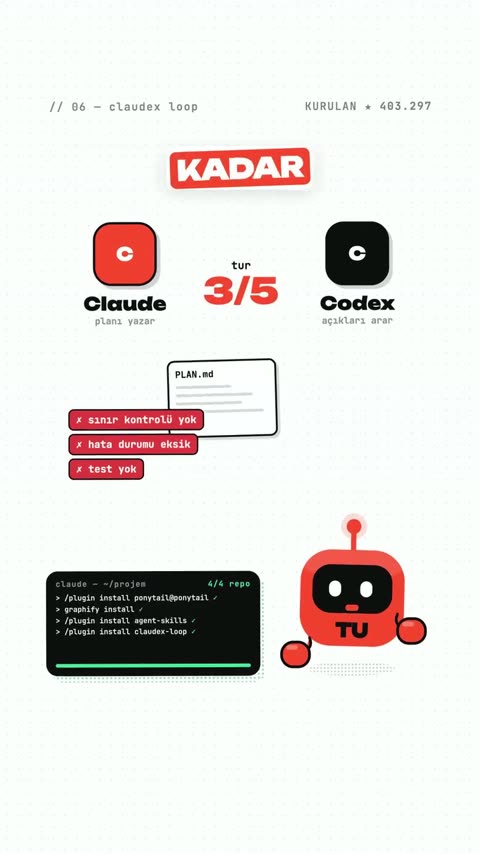 // 06 — claudex loop
KURULAN ★ 403.297
KADAR
C
Claude
planı yazar
tur
3/5
C
Codex
açıkları arar
PLAN.md
✗ sınır kontrolü yok
✗ hata durumu eksik
✗ test yok
claude — ~/projem
4/4 repo
> /plugin install ponytail@ponytail ✓
> graphify install ✓
> /plugin install agent-skills ✓
> /plugin install claudex-loop ✓
TU